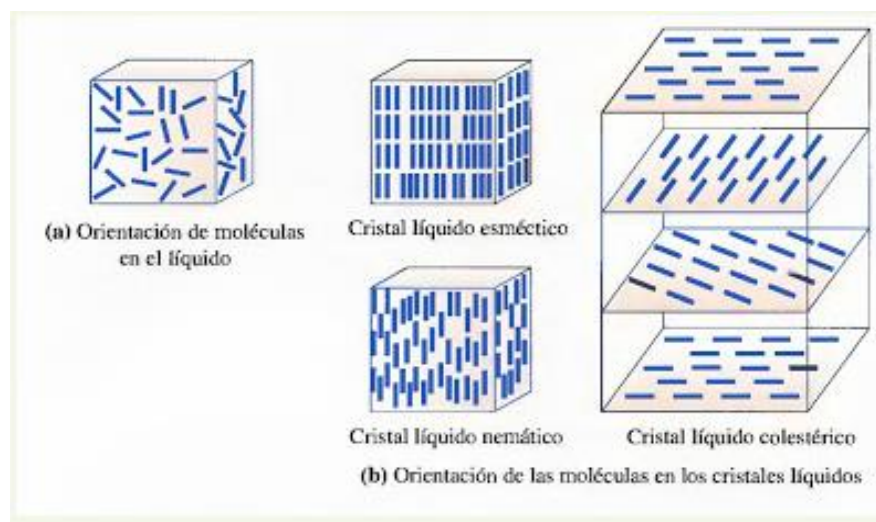 (a) Orientación de moléculas
en el líquido
Cristal líquido esméctico
Cristal líquido nemático
Cristal líquido colestérico
(b) Orientación de las moléculas en los cristales líquidos